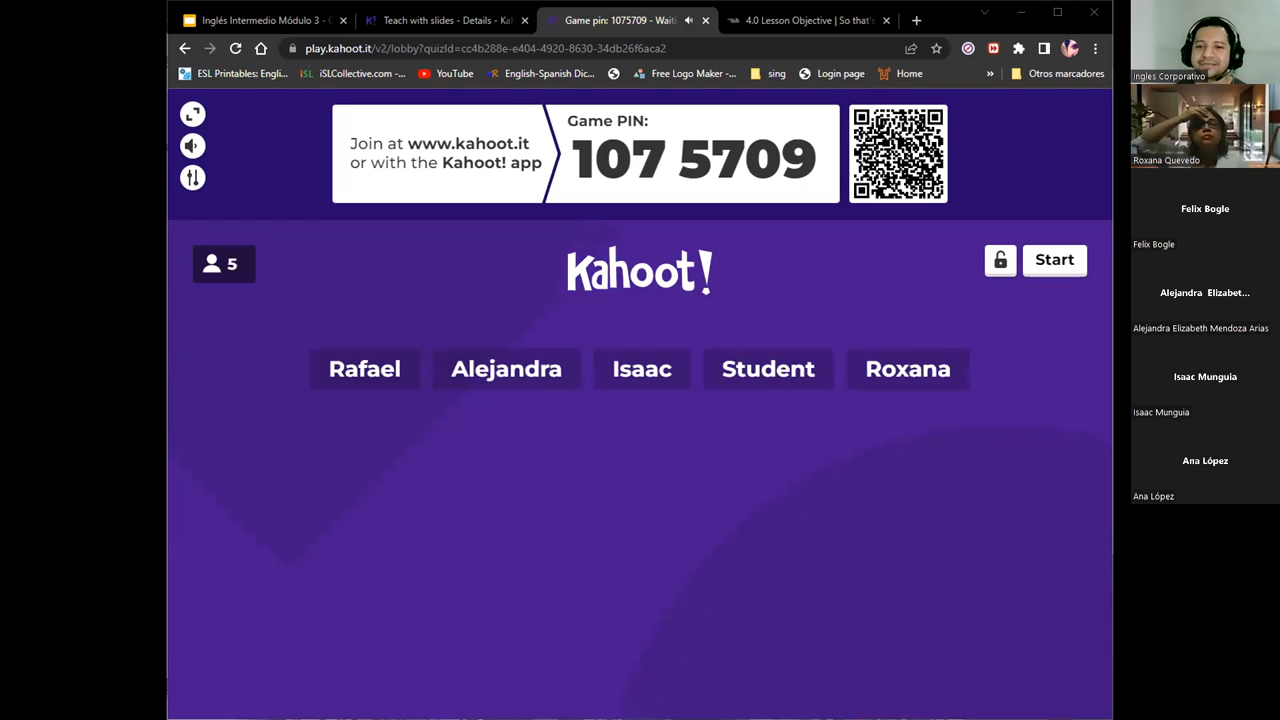 Inglés Intermedio Módulo 3 -
Teach with slides - Details - Ka
Game pin: 1075709 - Waiti
4.0 Lesson Objective | So that's
play.kahoot.it/v2/lobby?quizId=cc4b288e-e404-4920-8630-34db26f6aca2
ESL Printables: Engli...
iSLCollective.com -...
YouTube
English-Spanish Dic...
Free Logo Maker -...
sing
Login page
Home
»
Otros marcadores
Join at www.kahoot.it
or with the Kahoot! app
Game PIN:
107 5709
5
Kahoot!
Start
Rafael
Alejandra
Isaac
Student
Roxana
Ingles Corporativo
Roxana Quevedo
Felix Bogle
Felix Bogle
Alejandra Elizabet...
Alejandra Elizabeth Mendoza Arias
Isaac Munguia
Isaac Munguia
Ana López
Ana López